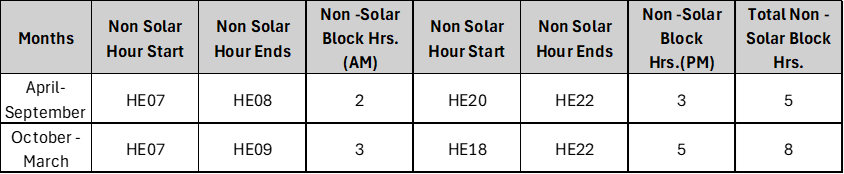 Months
Non Solar
Hour Start
Non Solar
Hour Ends
Non -Solar
Block Hrs.
(AM)
Non Solar
Hour Start
Non Solar
Hour Ends
Non -Solar
Block
Hrs.(PM)
Total Non -
Solar Block
Hrs.
April-
September
HE07
HE08
2
HE20
HE22
3
5
October -
March
HE07
HE09
3
HE18
HE22
5
8